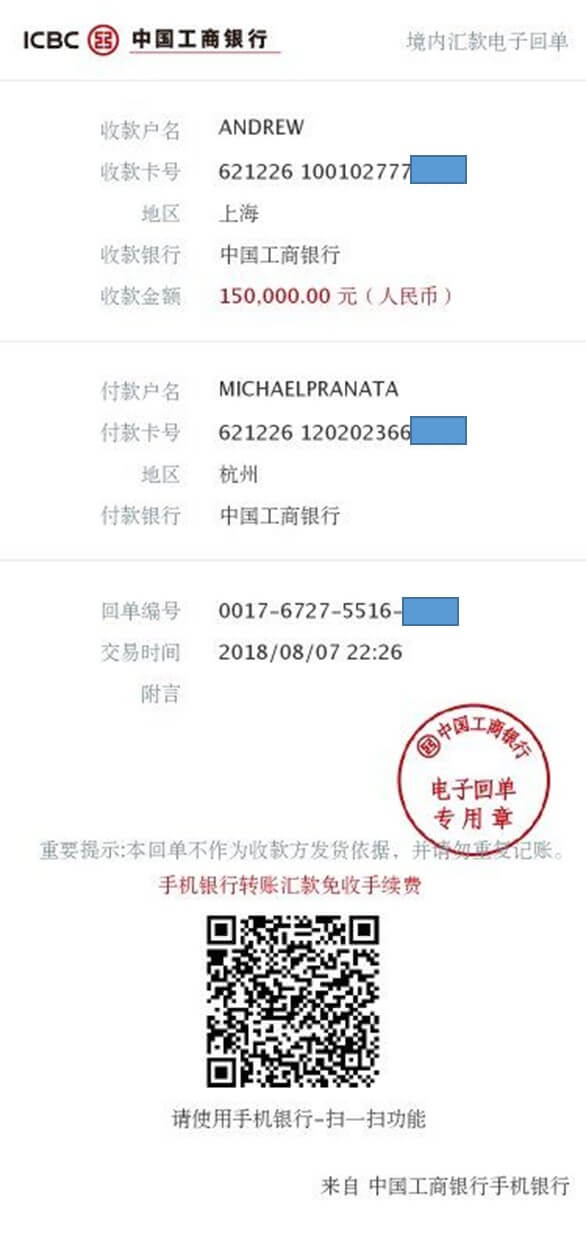 ICBC 中国工商银行 境内汇款电子回单
收款户名 ANDREW
收款卡号 621226 100102777
地区 上海
收款银行 中国工商银行
收款金额 150,000.00 元（人民币）
付款户名 MICHAELPRANATA
付款卡号 621226 120202366
地区 杭州
付款银行 中国工商银行
回单编号 0017-6727-5516-
交易时间 2018/08/07 22:26
附言
中国工商银行
电子回单
专用章
重要提示:本回单不作为收款方发货依据，并请勿重复记账。
手机银行转账汇款免收手续费
请使用手机银行-扫一扫功能
来自 中国工商银行手机银行